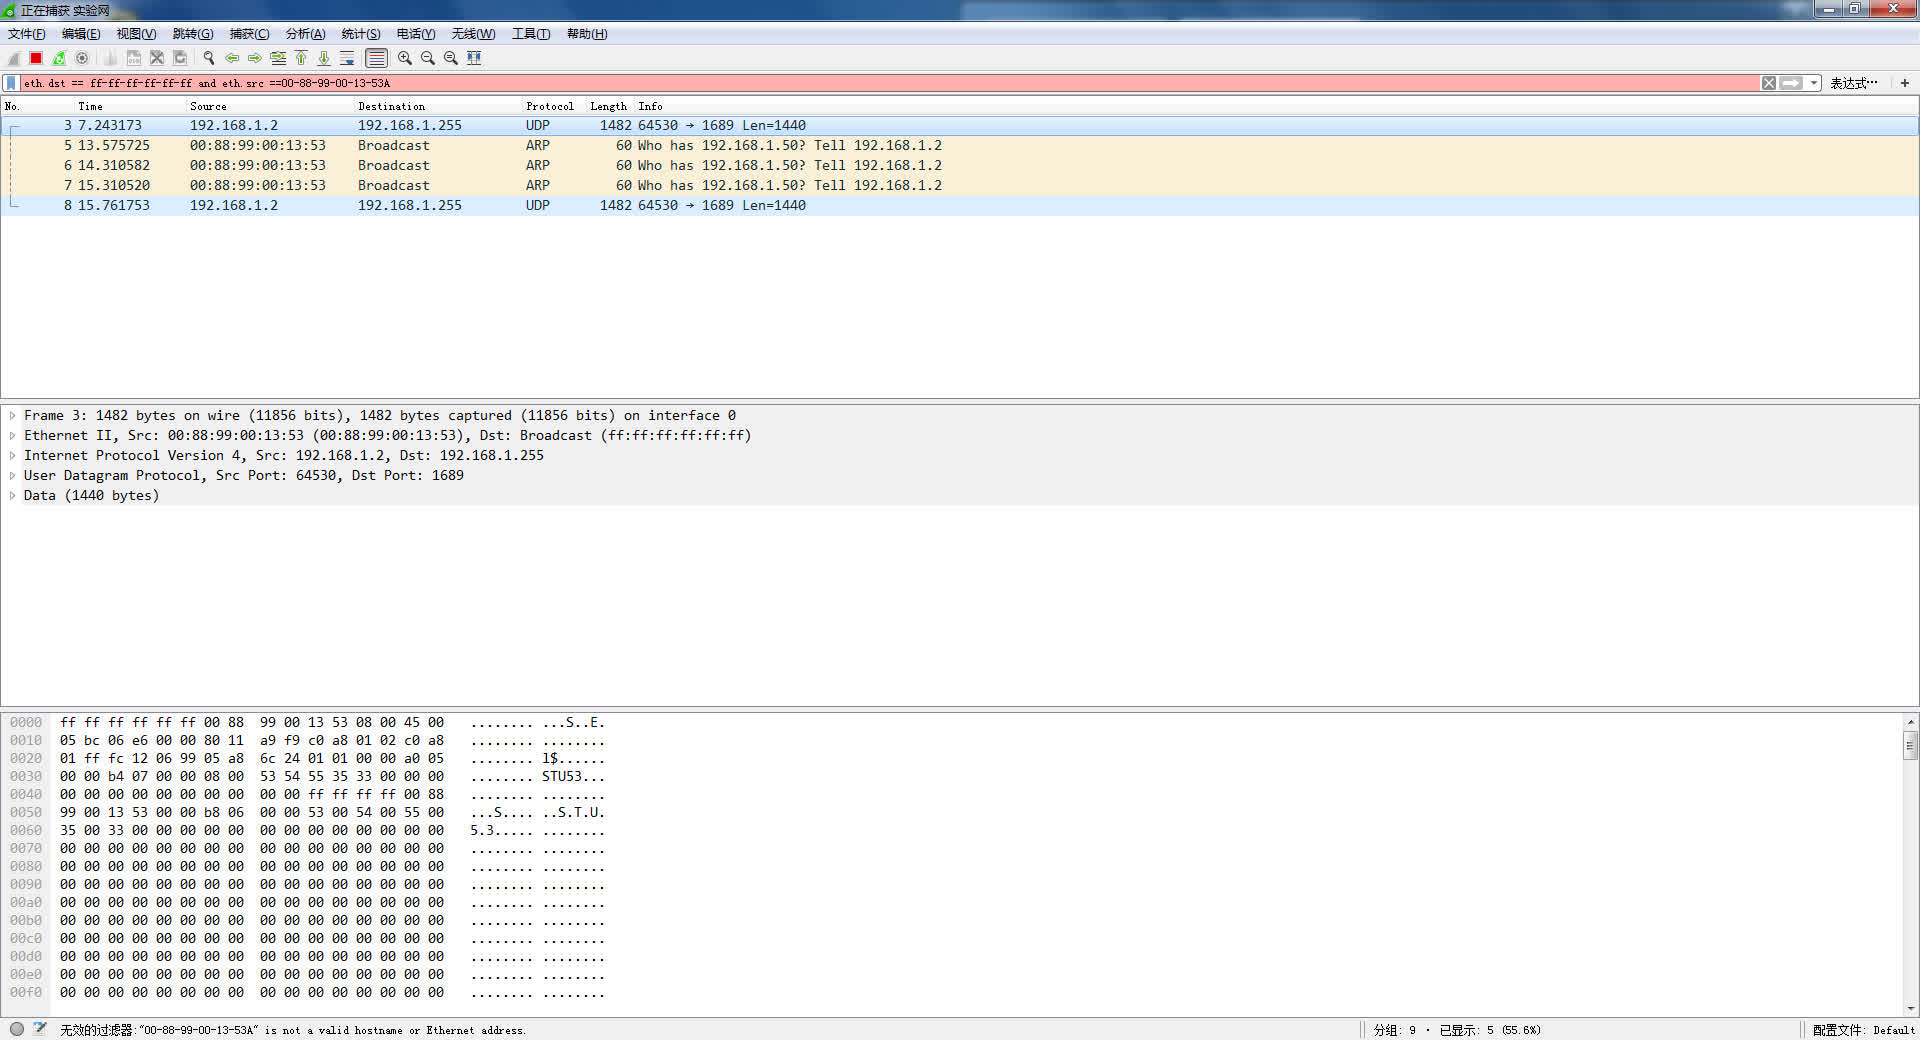 正在捕获 实验网
文件(F) 编辑(E) 视图(V) 跳转(G) 捕获(C) 分析(A) 统计(S) 电话(Y) 无线(W) 工具(T) 帮助(H)
eth.dst == ff-ff-ff-ff-ff-ff and eth.src ==00-88-99-00-13-53A 表达式… +
No. Time Source Destination Protocol Length Info
3 7.243173 192.168.1.2 192.168.1.255 UDP 1482 64530 → 1689 Len=1440
5 13.575725 00:88:99:00:13:53 Broadcast ARP 60 Who has 192.168.1.50? Tell 192.168.1.2
6 14.310582 00:88:99:00:13:53 Broadcast ARP 60 Who has 192.168.1.50? Tell 192.168.1.2
7 15.310520 00:88:99:00:13:53 Broadcast ARP 60 Who has 192.168.1.50? Tell 192.168.1.2
8 15.761753 192.168.1.2 192.168.1.255 UDP 1482 64530 → 1689 Len=1440
Frame 3: 1482 bytes on wire (11856 bits), 1482 bytes captured (11856 bits) on interface 0
Ethernet II, Src: 00:88:99:00:13:53 (00:88:99:00:13:53), Dst: Broadcast (ff:ff:ff:ff:ff:ff)
Internet Protocol Version 4, Src: 192.168.1.2, Dst: 192.168.1.255
User Datagram Protocol, Src Port: 64530, Dst Port: 1689
Data (1440 bytes)
0000 ff ff ff ff ff ff 00 88 99 00 13 53 08 00 45 00 ........ ...S..E.
0010 05 bc 06 e6 00 00 80 11 a9 f9 c0 a8 01 02 c0 a8 ........ ........
0020 01 ff fc 12 06 99 05 a8 6c 24 01 01 00 00 a0 05 ........ l$......
0030 00 00 b4 07 00 00 08 00 53 54 55 35 33 00 00 00 ........ STU53...
0040 00 00 00 00 00 00 00 00 00 00 ff ff ff ff 00 88 ........ ........
0050 99 00 13 53 00 00 b8 06 00 00 53 00 54 00 55 00 ...S.... ..S.T.U.
0060 35 00 33 00 00 00 00 00 00 00 00 00 00 00 00 00 5.3..... ........
0070 00 00 00 00 00 00 00 00 00 00 00 00 00 00 00 00 ........ ........
0080 00 00 00 00 00 00 00 00 00 00 00 00 00 00 00 00 ........ ........
0090 00 00 00 00 00 00 00 00 00 00 00 00 00 00 00 00 ........ ........
00a0 00 00 00 00 00 00 00 00 00 00 00 00 00 00 00 00 ........ ........
00b0 00 00 00 00 00 00 00 00 00 00 00 00 00 00 00 00 ........ ........
00c0 00 00 00 00 00 00 00 00 00 00 00 00 00 00 00 00 ........ ........
00d0 00 00 00 00 00 00 00 00 00 00 00 00 00 00 00 00 ........ ........
00e0 00 00 00 00 00 00 00 00 00 00 00 00 00 00 00 00 ........ ........
00f0 00 00 00 00 00 00 00 00 00 00 00 00 00 00 00 00 ........ ........
无效的过滤器:"00-88-99-00-13-53A" is not a valid hostname or Ethernet address. 分组: 9 · 已显示: 5 (55.6%) 配置文件: Default